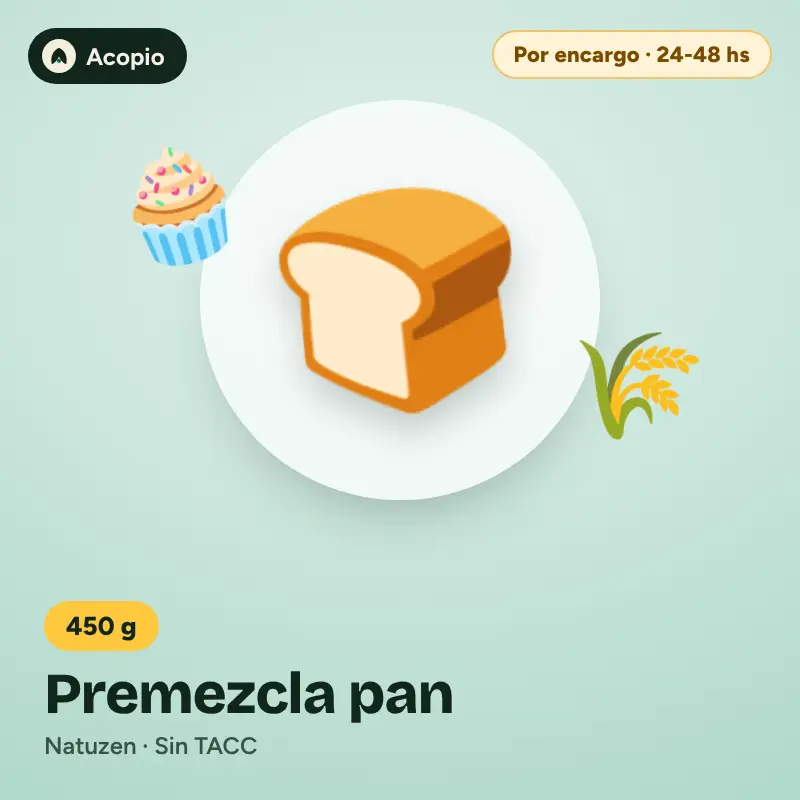 Acopio
Por encargo · 24-48 hs
450 g
Premezcla pan
Natuzen · Sin TACC